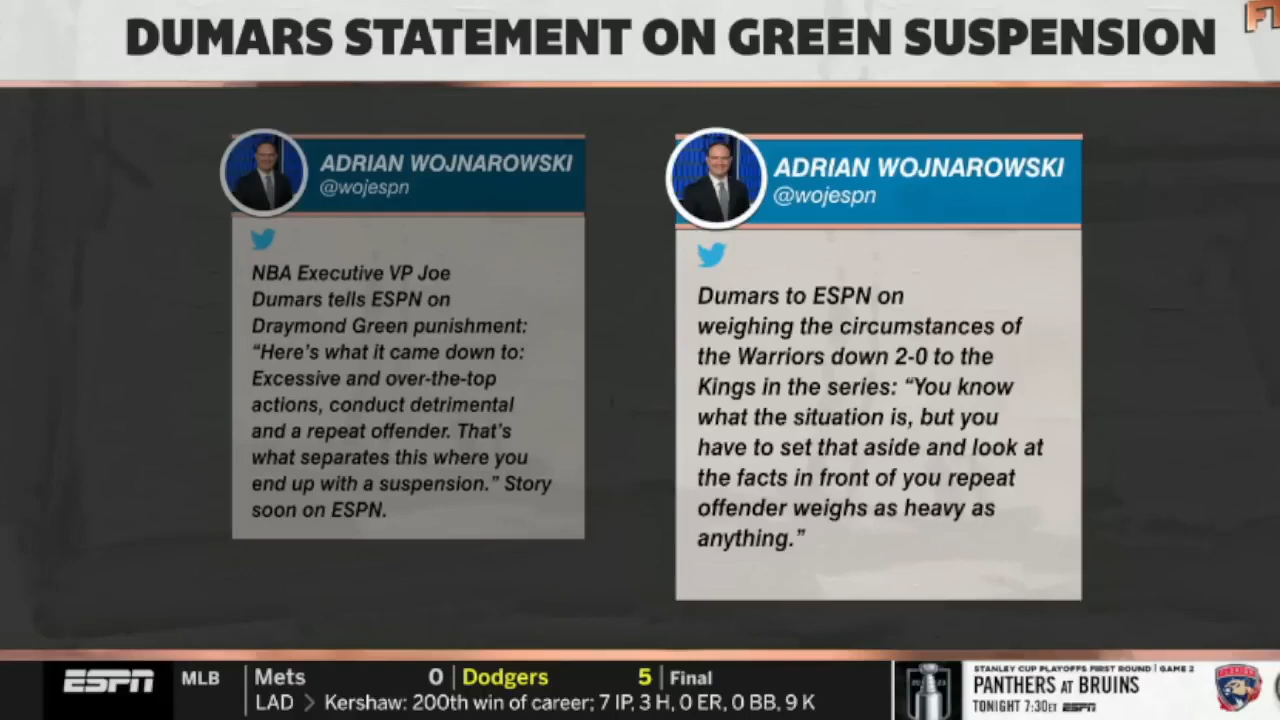 DUMARS STATEMENT ON GREEN SUSPENSION
ADRIAN WOJNAROWSKI
@wojespn
NBA Executive VP Joe
Dumars tells ESPN on
Draymond Green punishment:
“Here’s what it came down to:
Excessive and over-the-top
actions, conduct detrimental
and a repeat offender. That’s
what separates this where you
end up with a suspension.” Story
soon on ESPN.
ADRIAN WOJNAROWSKI
@wojespn
Dumars to ESPN on
weighing the circumstances of
the Warriors down 2-0 to the
Kings in the series: “You know
what the situation is, but you
have to set that aside and look at
the facts in front of you repeat
offender weighs as heavy as
anything.”
ESPN
MLB
Mets 0 Dodgers 5 Final
LAD > Kershaw: 200th win of career; 7 IP, 3 H, 0 ER, 0 BB, 9 K
STANLEY CUP PLAYOFFS FIRST ROUND | GAME 2
PANTHERS AT BRUINS
TONIGHT 7:30ET ESPN